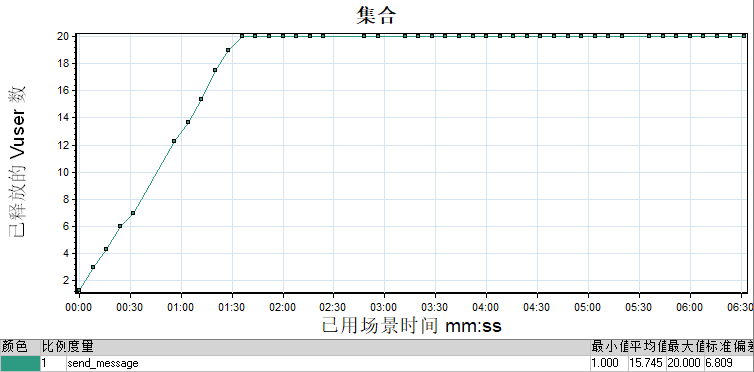 集合
已释放的 Vuser 数
20
18
16
14
12
10
8
6
4
2
00:00 00:30 01:00 01:30 02:00 02:30 03:00 03:30 04:00 04:30 05:00 05:30 06:00 06:30
已用场景时间 mm:ss
颜色 比例 度量 最小值 平均值 最大值 标准偏差
1 send_message 1.000 15.745 20.000 6.809